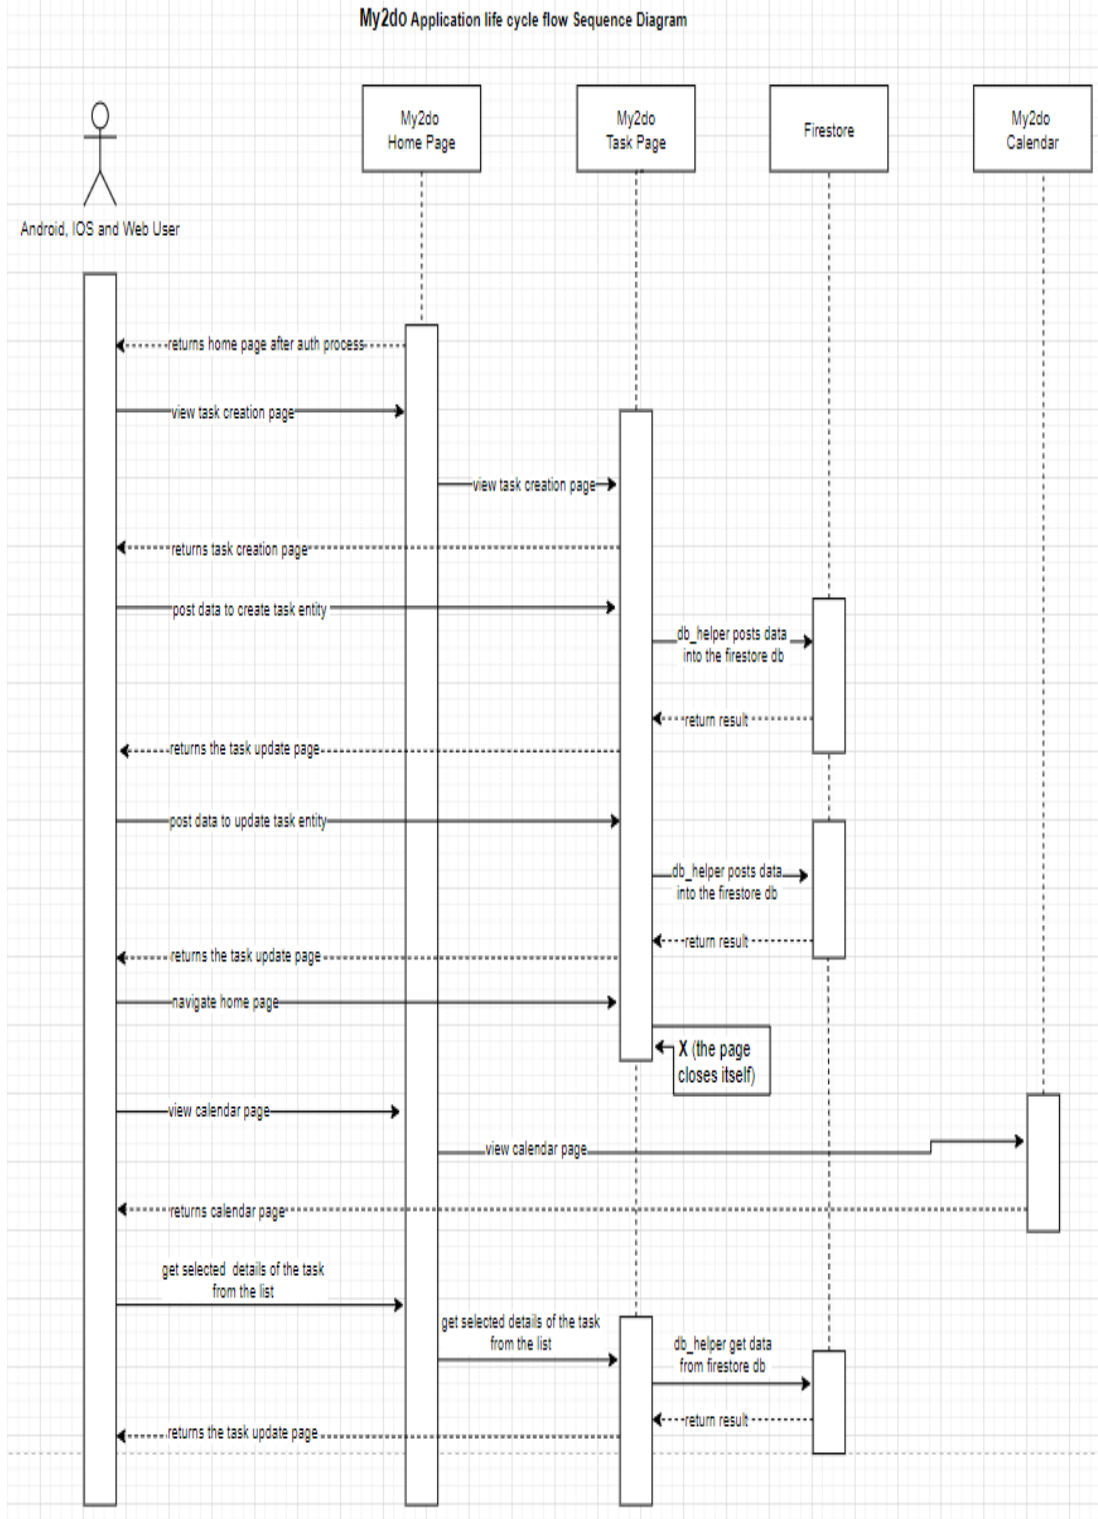 My2do Application life cycle flow Sequence Diagram
My2do
Home Page
My2do
Task Page
Firestore
My2do
Calendar
Android, IOS and Web User
returns home page after auth process
view task creation page
view task creation page
returns task creation page
post data to create task entity
db_helper posts data
into the firestore db
return result
returns the task update page
post data to update task entity
db_helper posts data
into the firestore db
return result
returns the task update page
navigate home page
X (the page
closes itself)
view calendar page
view calendar page
returns calendar page
get selected details of the task
from the list
get selected details of the task
from the list
db_helper get data
from firestore db
return result
returns the task update page